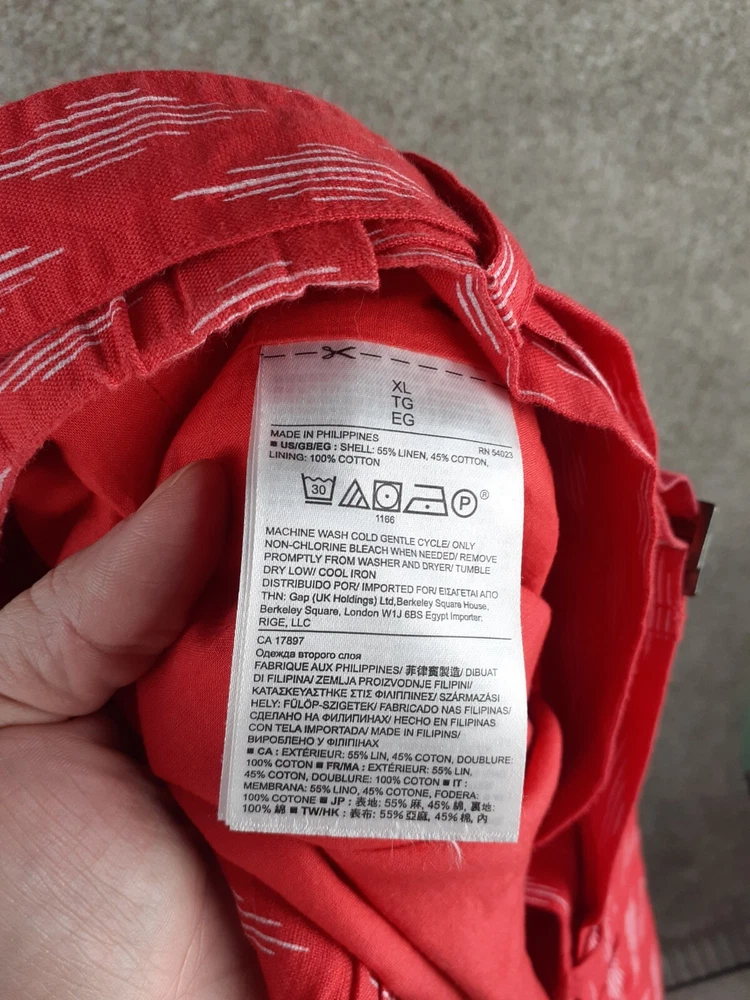 XL
TG
EG
MADE IN PHILIPPINES
RN 54023
■ US/GB/EG : SHELL: 55% LINEN, 45% COTTON,
LINING: 100% COTTON
30
P ®
1166
MACHINE WASH COLD GENTLE CYCLE/ ONLY
NON-CHLORINE BLEACH WHEN NEEDED/ REMOVE
PROMPTLY FROM WASHER AND DRYER/ TUMBLE
DRY LOW/ COOL IRON
DISTRIBUIDO POR/ IMPORTED FOR/ ΕΙΣΑΓΕΤΑΙ ΑΠΟ
ΤΗΝ: Gap (UK Holdings) Ltd,Berkeley Square House,
Berkeley Square, London W1J 6BS Egypt Importer:
RIGE, LLC
CA 17897
Одежда второго слоя
FABRIQUE AUX PHILIPPINES/ 菲律賓製造/ DIBUAT
DI FILIPINA/ ZEMLJA PROIZVODNJE FILIPINI/
ΚΑΤΑΣΚΕΥΑΣΤΗΚΕ ΣΤΙΣ ΦΙΛΙΠΠΙΝΕΣ/ SZÁRMAZÁSI
HELY: FÜLÖP-SZIGETEK/ FABRICADO NAS FILIPINAS/
СДЕЛАНО НА ФИЛИПИНАХ/ HECHO EN FILIPINAS
CON TELA IMPORTADA/ MADE IN FILIPINS/
ВИРОБЛЕНО У ФІЛІПІНАХ
■ CA : EXTÉRIEUR: 55% LIN, 45% COTON, DOUBLURE:
100% COTON ■ FR/MA : EXTÉRIEUR: 55% LIN,
45% COTON, DOUBLURE: 100% COTON ■ IT :
MEMBRANA: 55% LINO, 45% COTONE, FODERA:
100% COTONE ■ JP : 表地: 55% 麻, 45% 綿, 裏地:
100% 綿 ■ TW/HK : 表布: 55% 亞麻, 45% 棉, 內